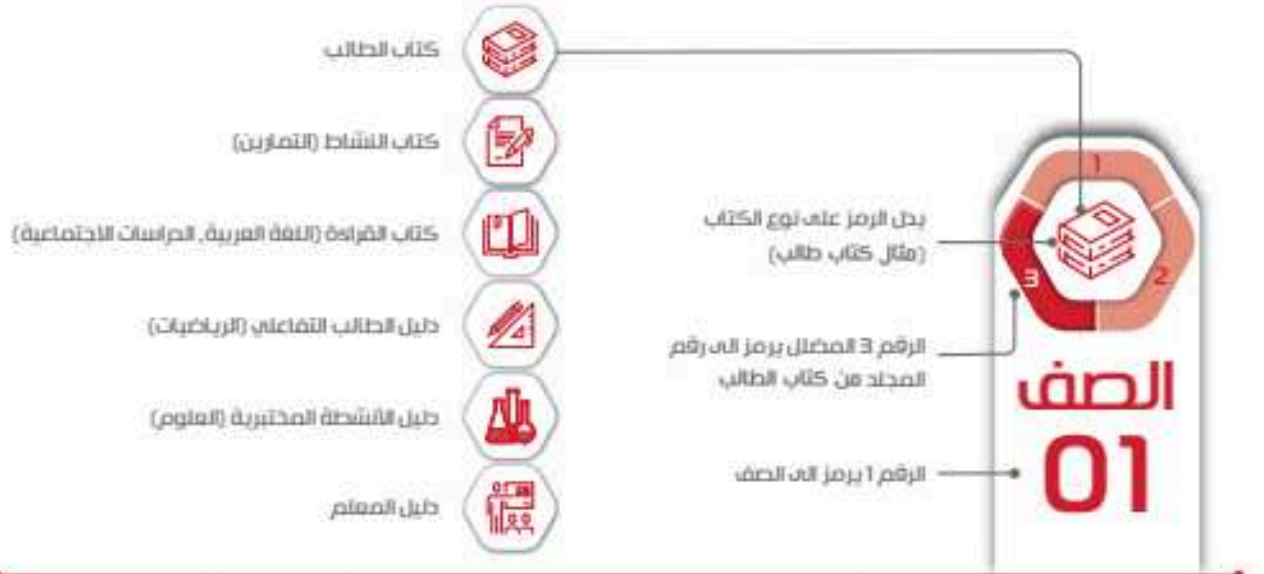 1
2
3
الصف
01
يدل الرمز على نوع الكتاب
(مثال كتاب طالب)
الرقم 3 المضلل يرمز الى رقم
المجلد من كتاب الطالب
الرقم 1 يرمز الى الصف
كتاب الطالب
كتاب النشاط (التمارين)
كتاب القراءة (اللغة العربية, الدراسات الاجتماعية)
دليل الطالب التفاعلي (الرياضيات)
دليل الأنشطة المختبرية (العلوم)
دليل المعلم